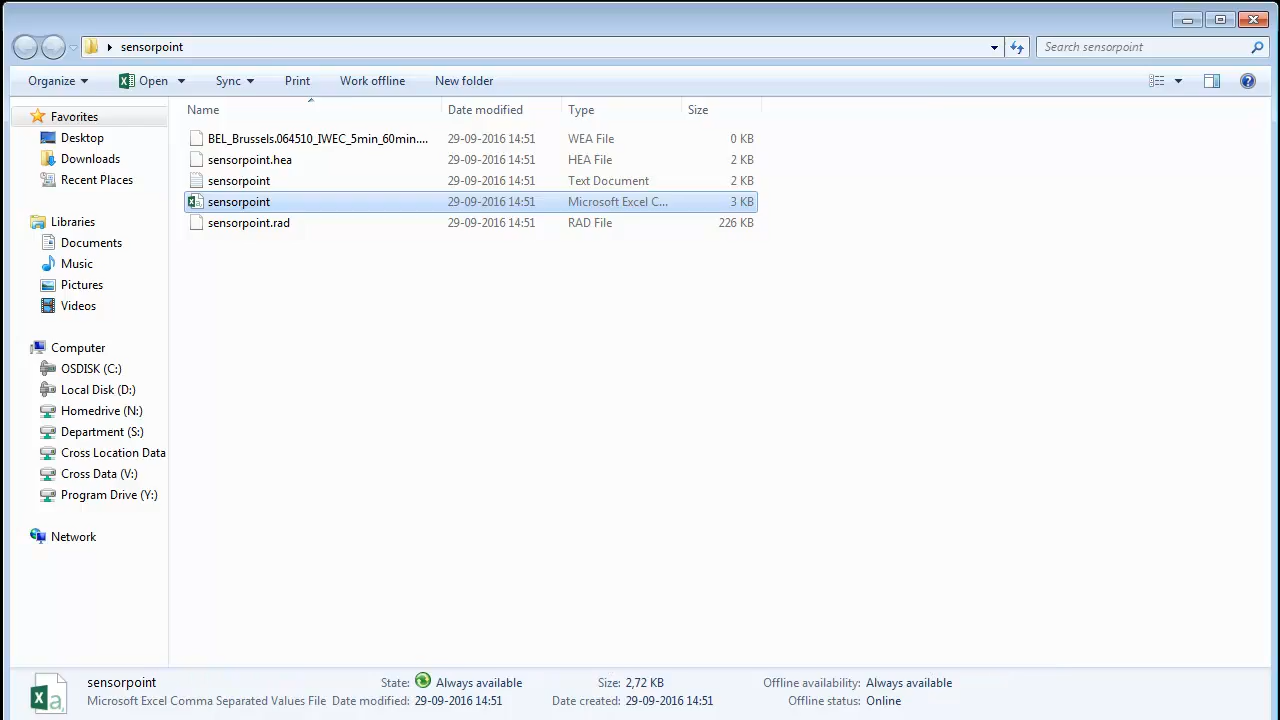 sensorpoint
Search sensorpoint
Organize Open Sync Print Work offline New folder
Name Date modified Type Size
BEL_Brussels.064510_IWEC_5min_60min.... 29-09-2016 14:51 WEA File 0 KB
sensorpoint.hea 29-09-2016 14:51 HEA File 2 KB
sensorpoint 29-09-2016 14:51 Text Document 2 KB
sensorpoint 29-09-2016 14:51 Microsoft Excel C... 3 KB
sensorpoint.rad 29-09-2016 14:51 RAD File 226 KB
Favorites
Desktop
Downloads
Recent Places
Libraries
Documents
Music
Pictures
Videos
Computer
OSDISK (C:)
Local Disk (D:)
Homedrive (N:)
Department (S:)
Cross Location Data
Cross Data (V:)
Program Drive (Y:)
Network
sensorpoint State: Always available Size: 2,72 KB Offline availability: Always available
Microsoft Excel Comma Separated Values File Date modified: 29-09-2016 14:51 Date created: 29-09-2016 14:51 Offline status: Online